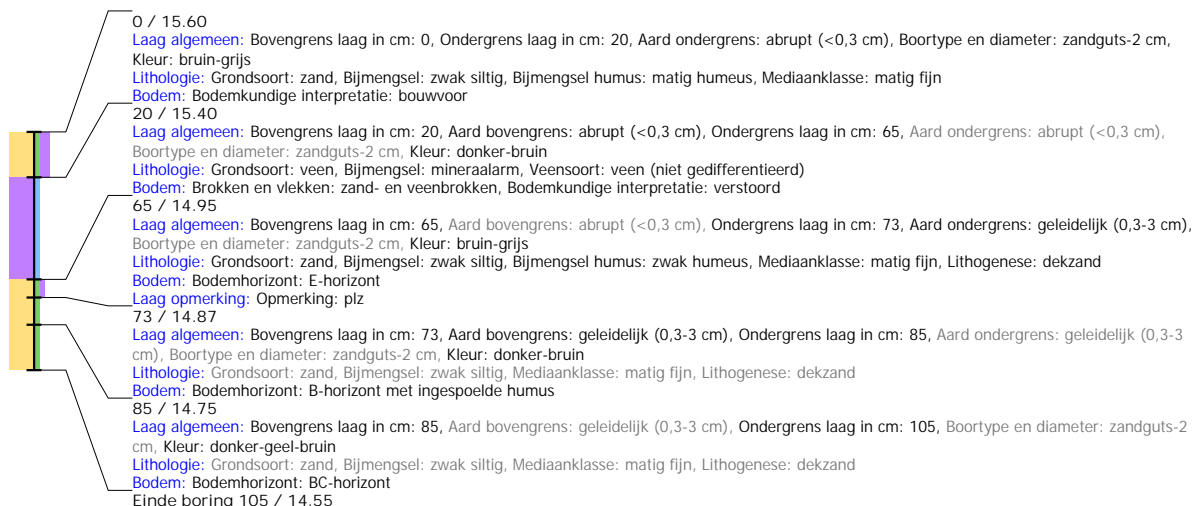 0 / 15.60
Laag algemeen: Bovengrens laag in cm: 0, Ondergrens laag in cm: 20, Aard ondergrens: abrupt (<0,3 cm), Boortype en diameter: zandguts-2 cm,
Kleur: bruin-grijs
Lithologie: Grondsoort: zand, Bijmengsel: zwak siltig, Bijmengsel humus: matig humeus, Mediaanklasse: matig fijn
Bodem: Bodemkundige interpretatie: bouwvoor
20 / 15.40
Laag algemeen: Bovengrens laag in cm: 20, Aard bovengrens: abrupt (<0,3 cm), Ondergrens laag in cm: 65, Aard ondergrens: abrupt (<0,3 cm),
Boortype en diameter: zandguts-2 cm, Kleur: donker-bruin
Lithologie: Grondsoort: veen, Bijmengsel: mineraalarm, Veensoort: veen (niet gedifferentieerd)
Bodem: Brokken en vlekken: zand- en veenbrokken, Bodemkundige interpretatie: verstoord
65 / 14.95
Laag algemeen: Bovengrens laag in cm: 65, Aard bovengrens: abrupt (<0,3 cm), Ondergrens laag in cm: 73, Aard ondergrens: geleidelijk (0,3-3 cm),
Boortype en diameter: zandguts-2 cm, Kleur: bruin-grijs
Lithologie: Grondsoort: zand, Bijmengsel: zwak siltig, Bijmengsel humus: zwak humeus, Mediaanklasse: matig fijn, Lithogenese: dekzand
Bodem: Bodemhorizont: E-horizont
Laag opmerking: Opmerking: plz
73 / 14.87
Laag algemeen: Bovengrens laag in cm: 73, Aard bovengrens: geleidelijk (0,3-3 cm), Ondergrens laag in cm: 85, Aard ondergrens: geleidelijk (0,3-3
cm), Boortype en diameter: zandguts-2 cm, Kleur: donker-bruin
Lithologie: Grondsoort: zand, Bijmengsel: zwak siltig, Mediaanklasse: matig fijn, Lithogenese: dekzand
Bodem: Bodemhorizont: B-horizont met ingespoelde humus
85 / 14.75
Laag algemeen: Bovengrens laag in cm: 85, Aard bovengrens: geleidelijk (0,3-3 cm), Ondergrens laag in cm: 105, Boortype en diameter: zandguts-2
cm, Kleur: donker-geel-bruin
Lithologie: Grondsoort: zand, Bijmengsel: zwak siltig, Mediaanklasse: matig fijn, Lithogenese: dekzand
Bodem: Bodemhorizont: BC-horizont
Einde boring 105 / 14.55